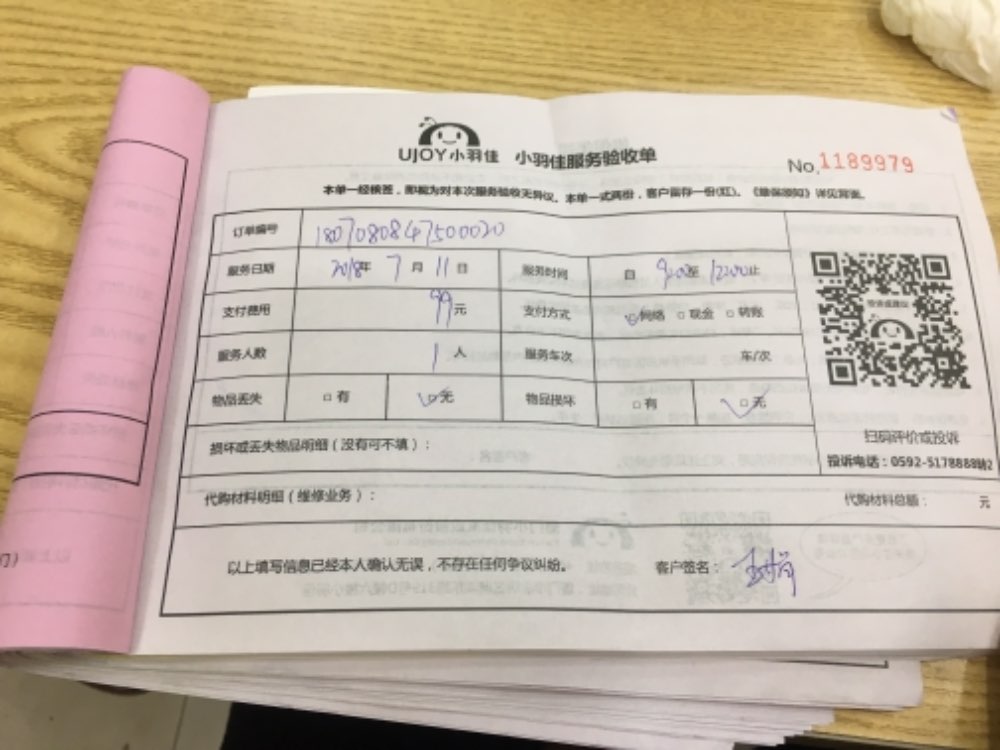 UJOY小羽佳 小羽佳服务验收单
No.1189979
本单一经核签,即视为对本次服务验收无异议。本单一式两份,客户留存一份(红)、《维保须知》详见背面。
订单编号 180708084750020
服务日期 2018年 7月 11日 服务时间 自 9:00至 12:00止
支付费用 99元 支付方式 网络 □现金 □转账
服务人数 1人 服务车次 车/次
物品丢失 □有 □无 物品损坏 □有 □无
损坏或丢失物品明细(没有可不填):
扫码评价或投诉
投诉电话:0592-5178888转2
代购材料明细(维修业务): 代购材料总额: 元
以上填写信息已经本人确认无误,不存在任何争议纠纷。 客户签名: